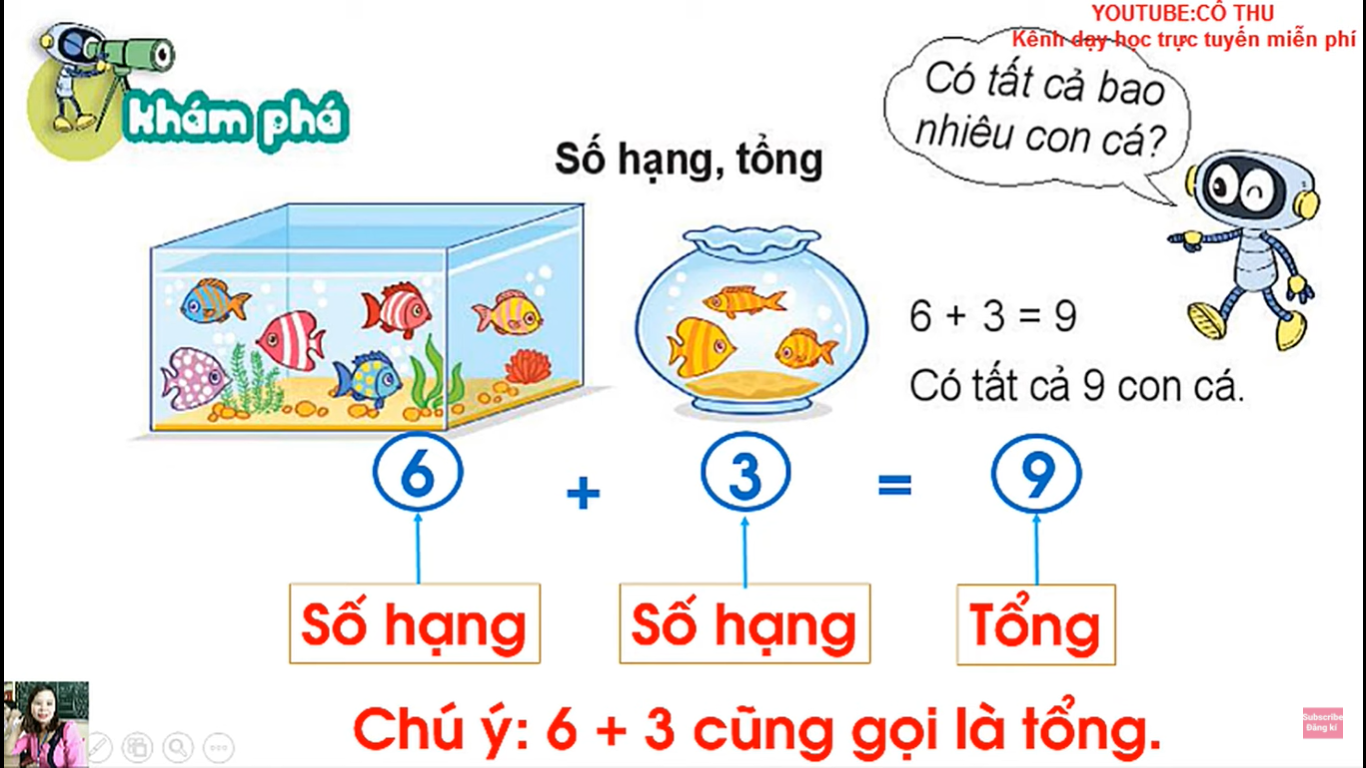 YOUTUBE:CÔ THU
Kênh dạy học trực tuyến miễn phí
Khám phá
Số hạng, tổng
Có tất cả bao
nhiêu con cá?
6 + 3 = 9
Có tất cả 9 con cá.
6 + 3 = 9
Số hạng Số hạng Tổng
Chú ý: 6 + 3 cũng gọi là tổng.
Subscribe
Đăng kí